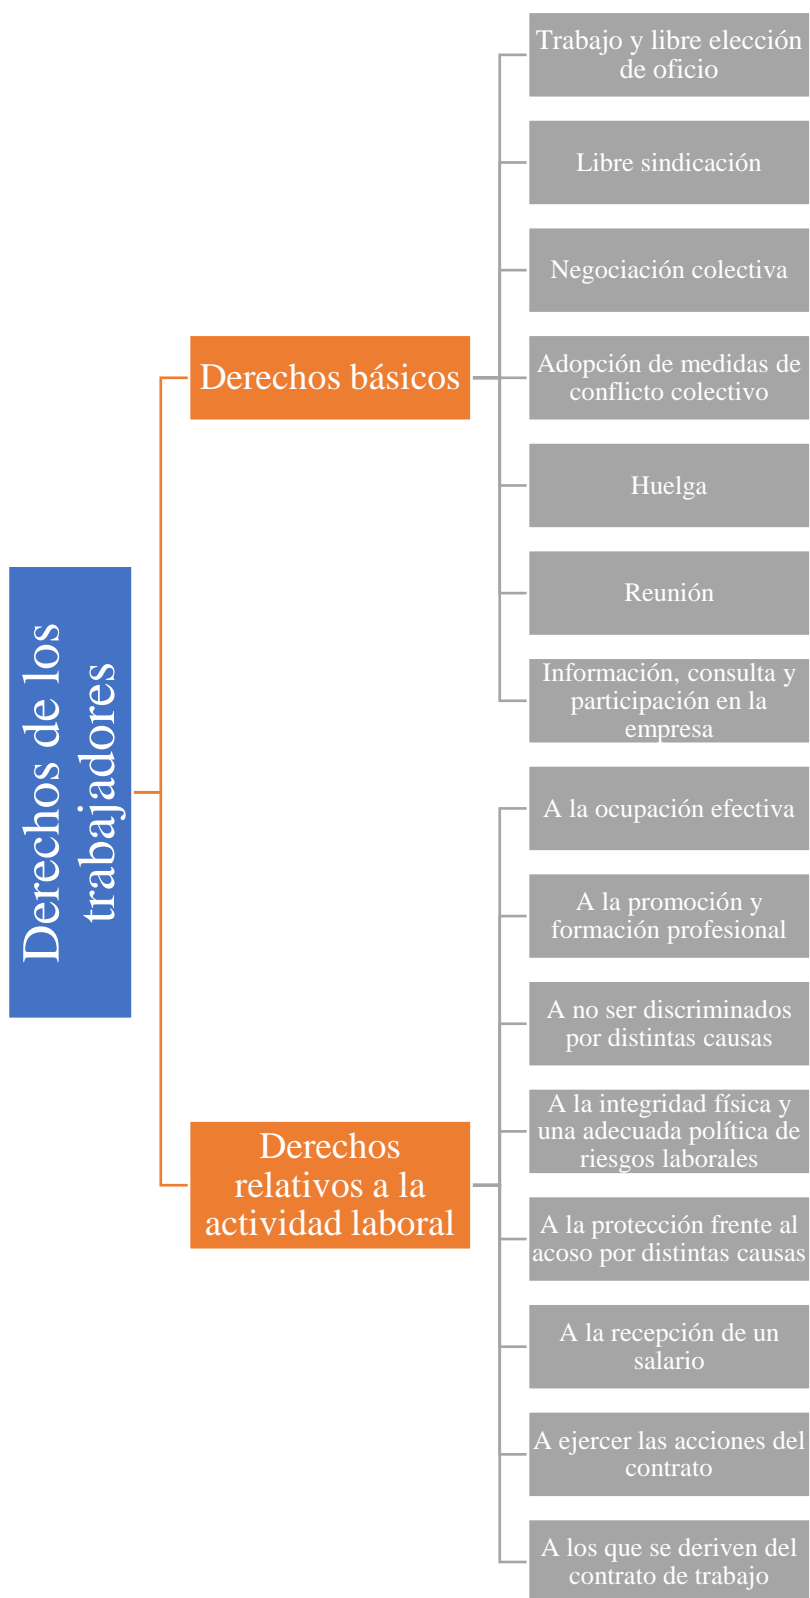 Derechos de los
trabajadores
Derechos básicos
Trabajo y libre elección
de oficio
Libre sindicación
Negociación colectiva
Adopción de medidas de
conflicto colectivo
Huelga
Reunión
Información, consulta y
participación en la
empresa
Derechos
relativos a la
actividad laboral
A la ocupación efectiva
A la promoción y
formación profesional
A no ser discriminados
por distintas causas
A la integridad física y
una adecuada política de
riesgos laborales
A la protección frente al
acoso por distintas causas
A la recepción de un
salario
A ejercer las acciones del
contrato
A los que se deriven del
contrato de trabajo